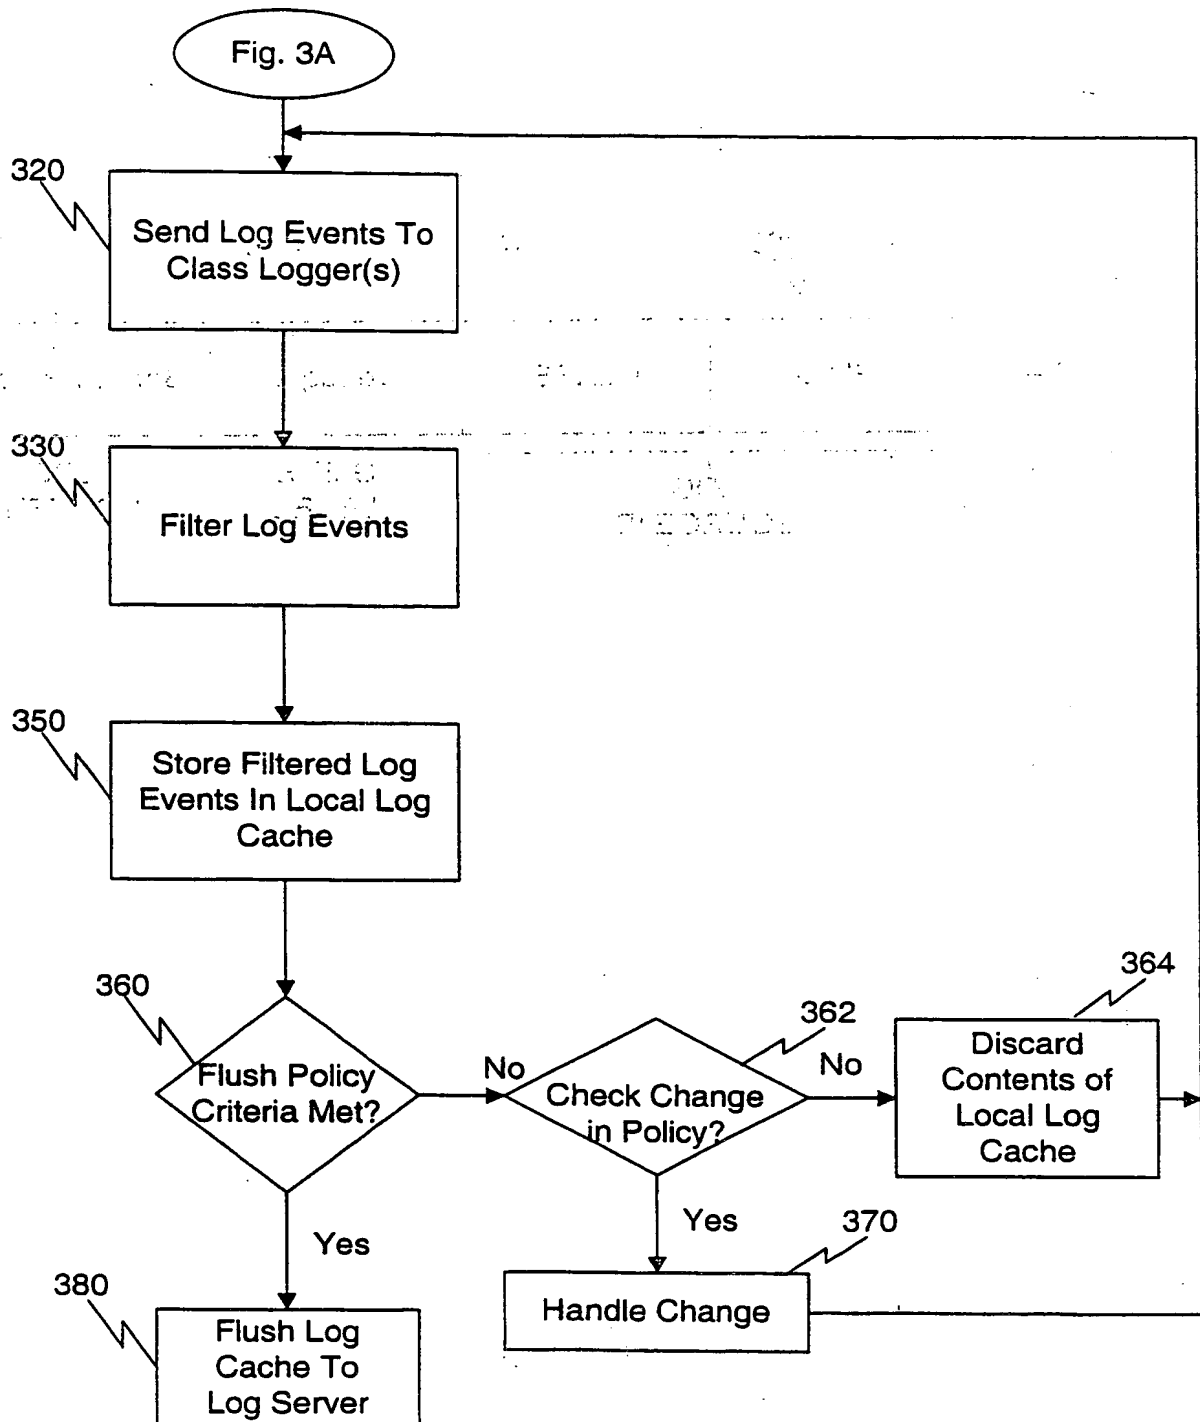 Fig. 3A
320
Send Log Events To
Class Logger(s)
330
Filter Log Events
350
Store Filtered Log
Events In Local Log
Cache
360
Flush Policy
Criteria Met?
No
362
Check Change
in Policy?
No
364
Discard
Contents of
Local Log
Cache
Yes
Yes
370
Handle Change
380
Flush Log
Cache To
Log Server